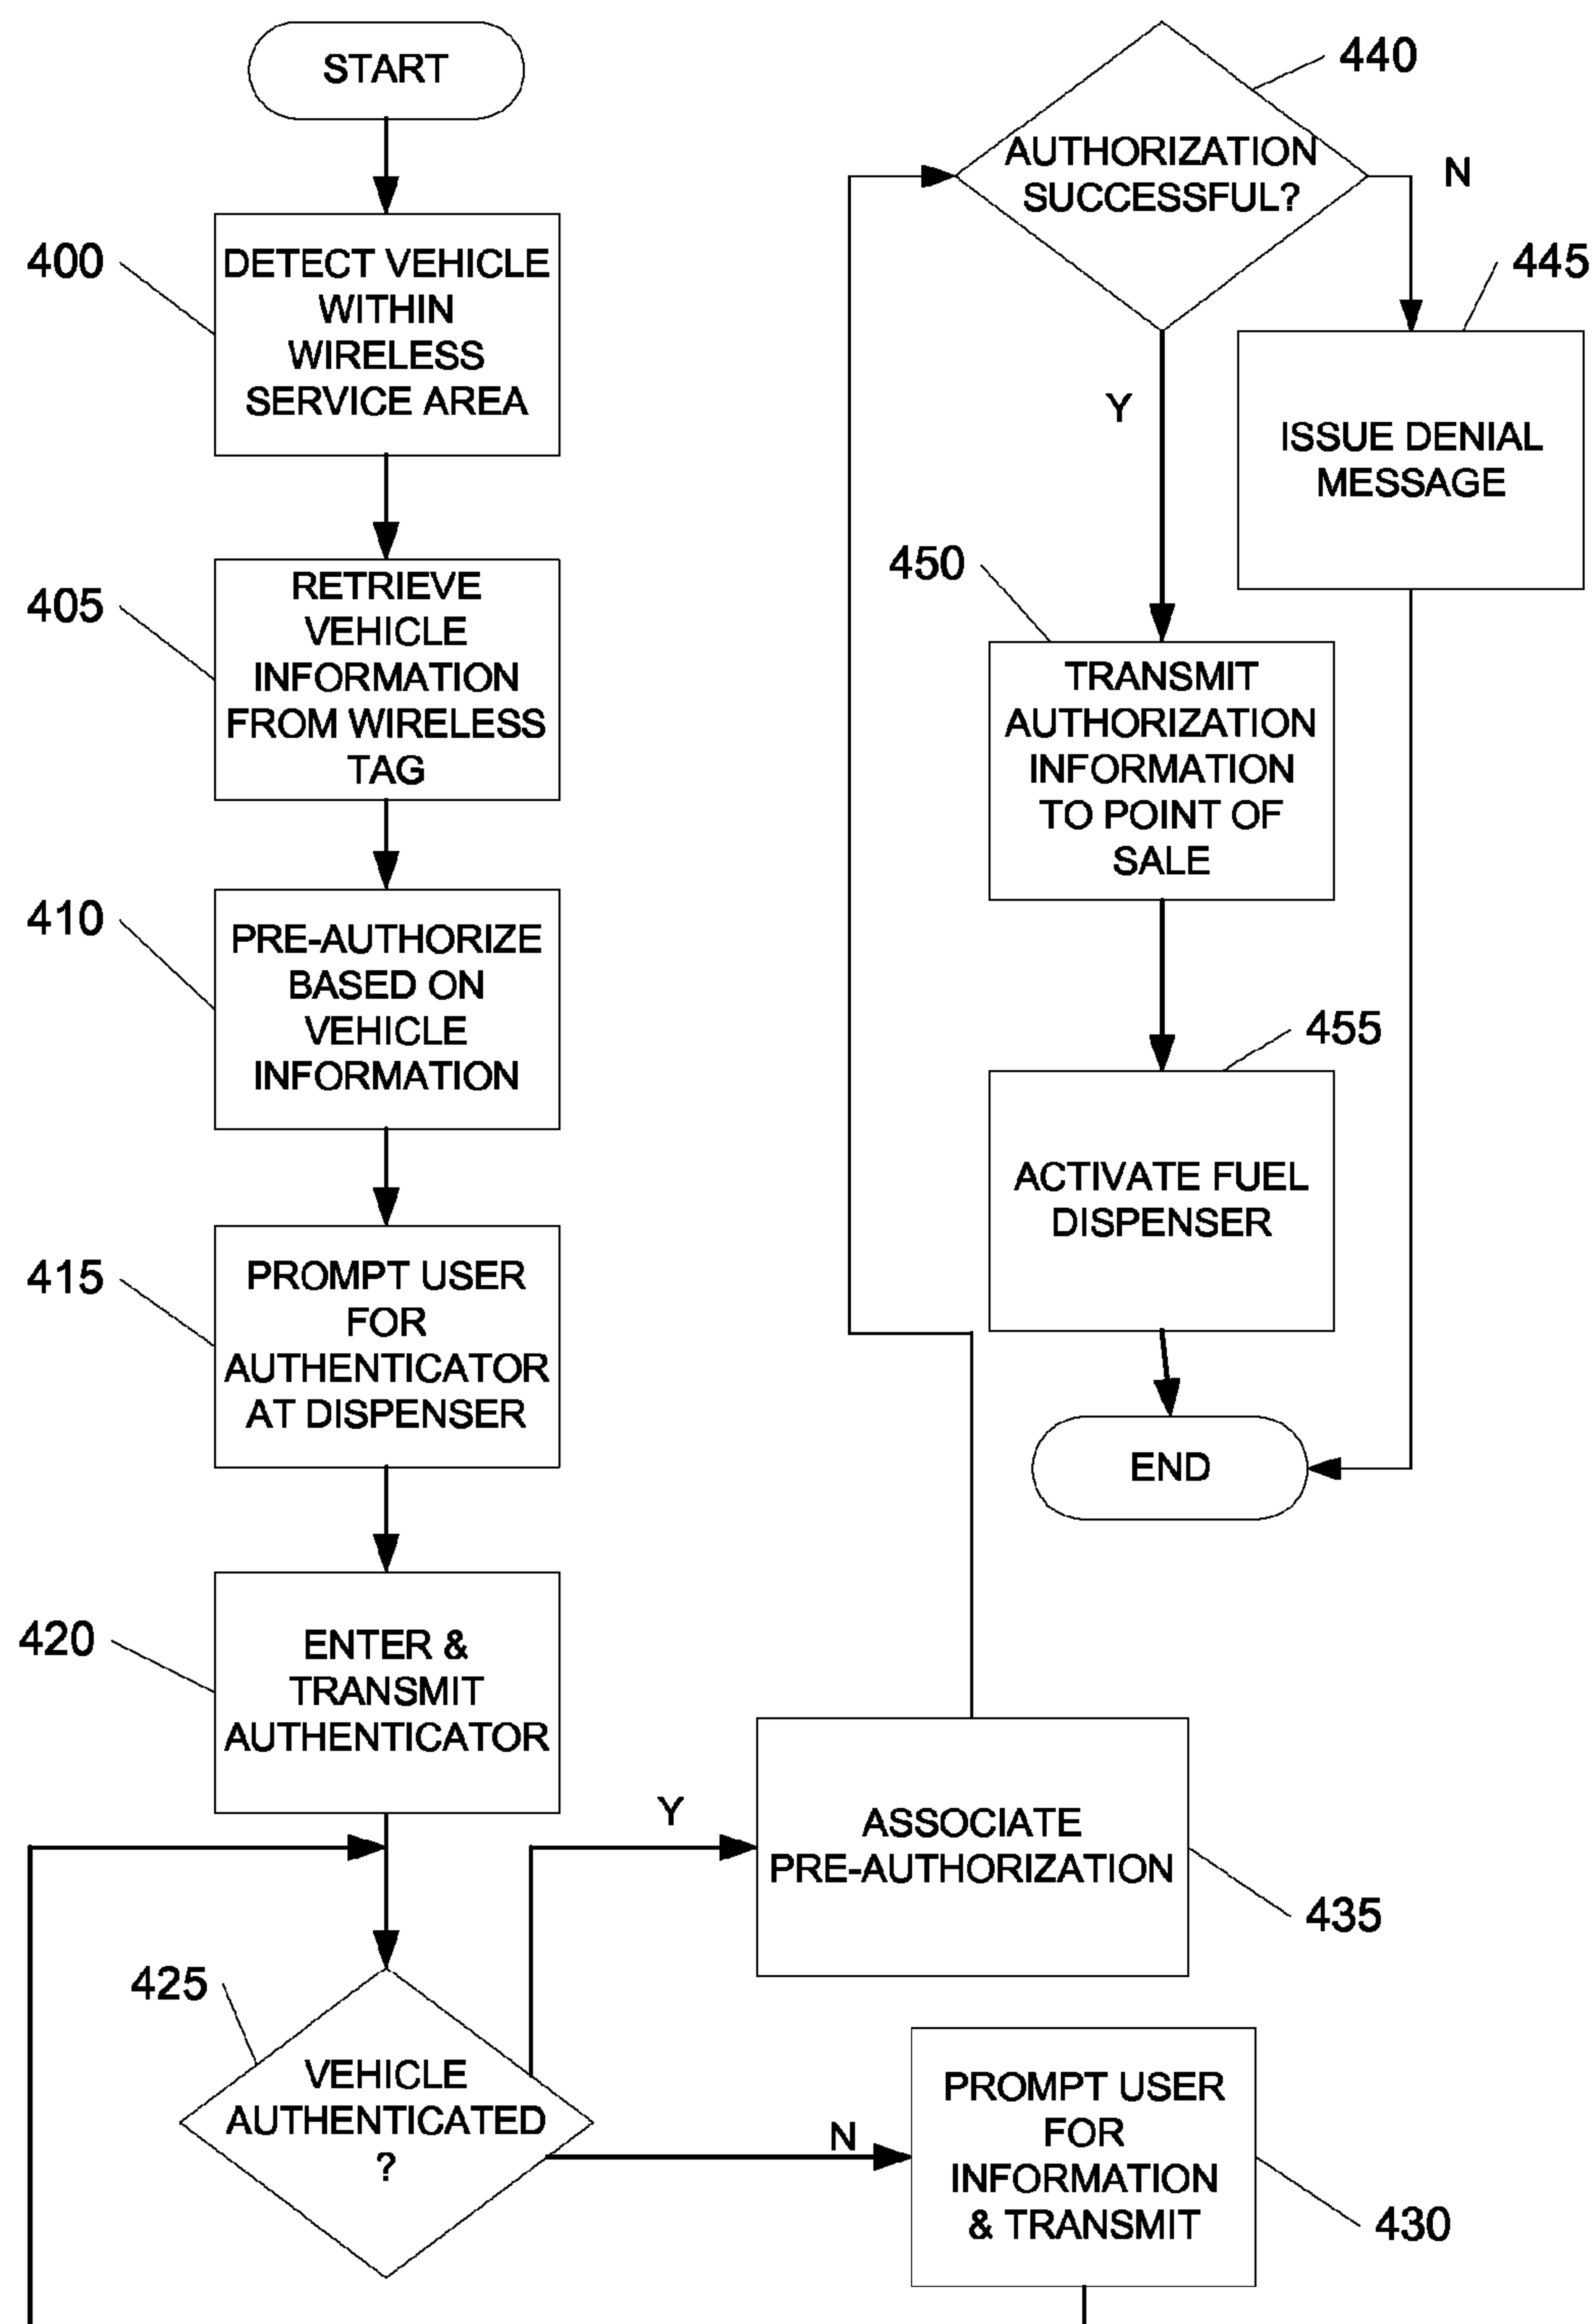 START
400
DETECT VEHICLE
WITHIN
WIRELESS
SERVICE AREA
405
RETRIEVE
VEHICLE
INFORMATION
FROM WIRELESS
TAG
410
PRE-AUTHORIZE
BASED ON
VEHICLE
INFORMATION
415
PROMPT USER
FOR
AUTHENTICATOR
AT DISPENSER
420
ENTER &
TRANSMIT
AUTHENTICATOR
425
VEHICLE
AUTHENTICATED
?
Y
ASSOCIATE
PRE-AUTHORIZATION
435
N
PROMPT USER
FOR
INFORMATION
& TRANSMIT
430
440
AUTHORIZATION
SUCCESSFUL?
N
445
ISSUE DENIAL
MESSAGE
Y
450
TRANSMIT
AUTHORIZATION
INFORMATION
TO POINT OF
SALE
455
ACTIVATE FUEL
DISPENSER
END